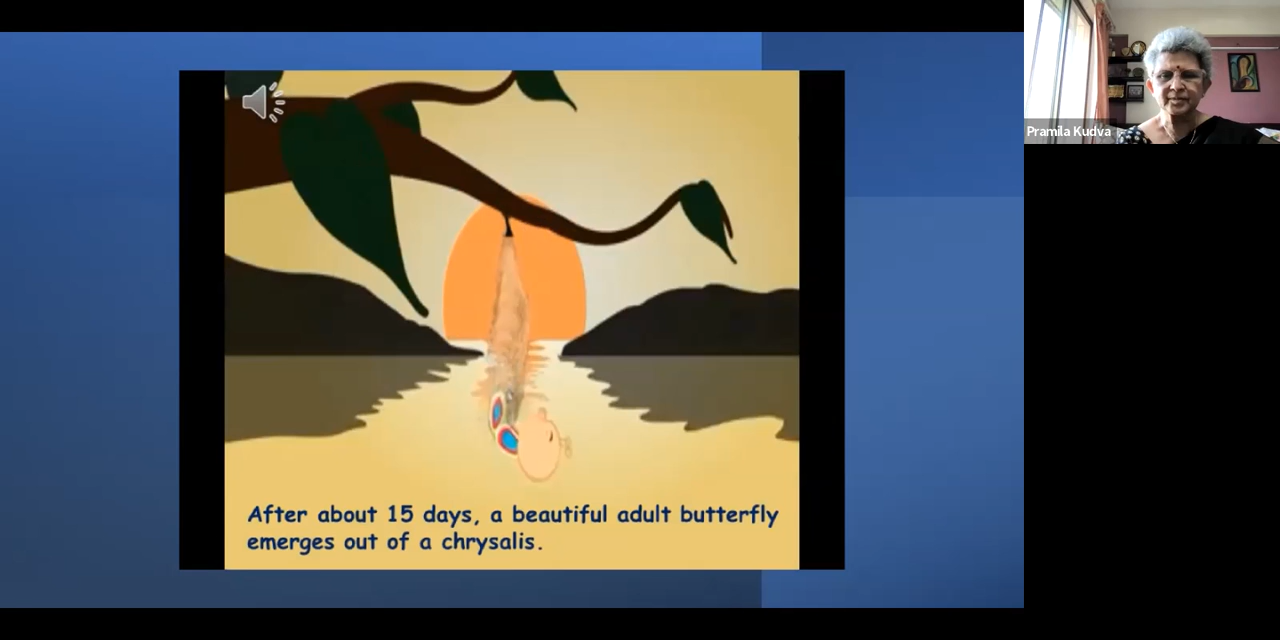 Pramila Kudva
After about 15 days, a beautiful adult butterfly
emerges out of a chrysalis.